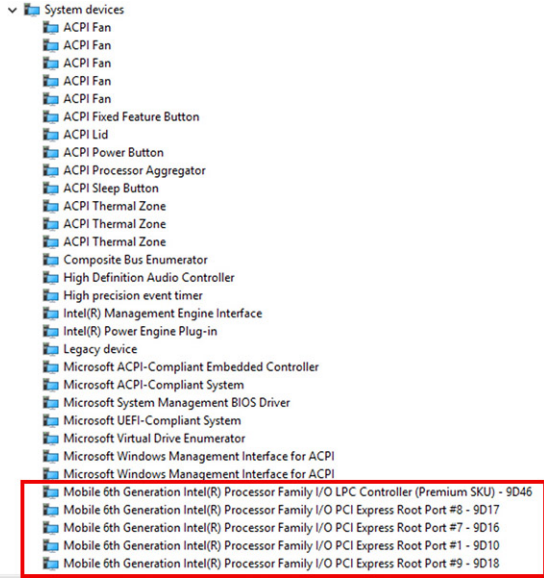 System devices
ACPI Fan
ACPI Fan
ACPI Fan
ACPI Fan
ACPI Fan
ACPI Fixed Feature Button
ACPI Lid
ACPI Power Button
ACPI Processor Aggregator
ACPI Sleep Button
ACPI Thermal Zone
ACPI Thermal Zone
ACPI Thermal Zone
Composite Bus Enumerator
High Definition Audio Controller
High precision event timer
Intel(R) Management Engine Interface
Intel(R) Power Engine Plug-in
Legacy device
Microsoft ACPI-Compliant Embedded Controller
Microsoft ACPI-Compliant System
Microsoft System Management BIOS Driver
Microsoft UEFI-Compliant System
Microsoft Virtual Drive Enumerator
Microsoft Windows Management Interface for ACPI
Microsoft Windows Management Interface for ACPI
Mobile 6th Generation Intel(R) Processor Family I/O LPC Controller (Premium SKU) - 9D46
Mobile 6th Generation Intel(R) Processor Family I/O PCI Express Root Port #8 - 9D17
Mobile 6th Generation Intel(R) Processor Family I/O PCI Express Root Port #7 - 9D16
Mobile 6th Generation Intel(R) Processor Family I/O PCI Express Root Port #1 - 9D10
Mobile 6th Generation Intel(R) Processor Family I/O PCI Express Root Port #9 - 9D18